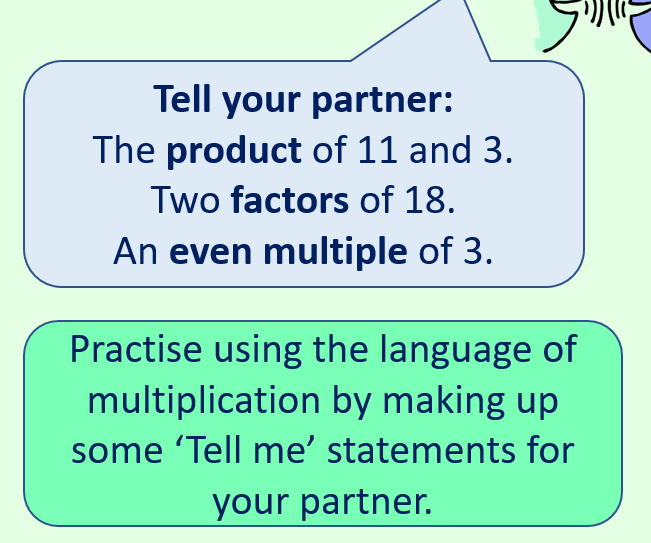 Tell your partner:
The product of 11 and 3.
Two factors of 18.
An even multiple of 3.
Practise using the language of
multiplication by making up
some ‘Tell me’ statements for
your partner.